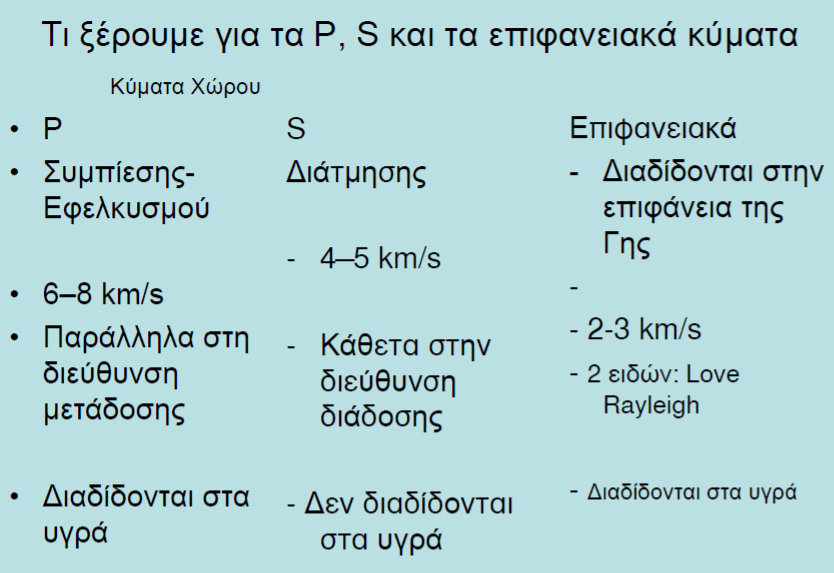 Τι ξέρουμε για τα P, S και τα επιφανειακά κύματα
Κύματα Χώρου
• P
• Συμπίεσης-
Εφελκυσμού
• 6–8 km/s
• Παράλληλα στη
διεύθυνση
μετάδοσης
• Διαδίδονται στα
υγρά
S
Διάτμησης
- 4–5 km/s
- Κάθετα στην
διεύθυνση
διάδοσης
- Δεν διαδίδονται
στα υγρά
Επιφανειακά
- Διαδίδονται στην
επιφάνεια της
Γης
-
- 2-3 km/s
- 2 ειδών: Love
Rayleigh
- Διαδίδονται στα υγρά